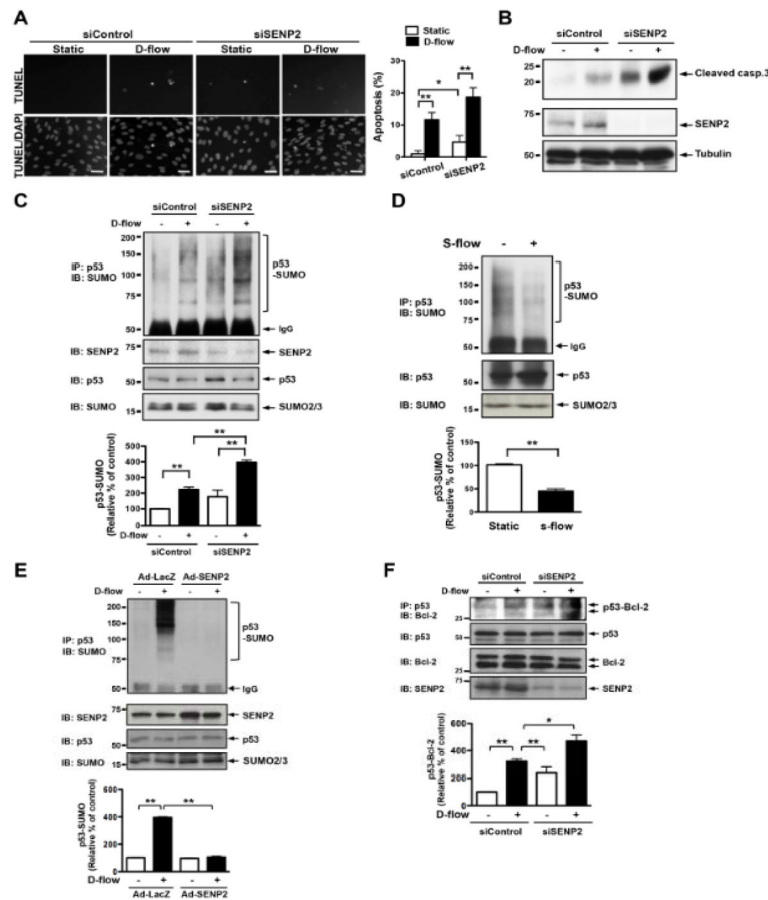 A
siControl siSENP2
Static D-flow Static D-flow
TUNEL
TUNEL/DAPI
Static
D-flow
Apoptosis (%)
30
20
10
0
*
**
**
siControl siSENP2
B
siControl siSENP2
D-flow - + - +
25
20
Cleaved casp.3
SENP2
50
Tubulin
C
siControl siSENP2
D-flow - + - +
200
150
100
75
50
IP: p53
IB: SUMO
p53
-SUMO
IgG
IB: SENP2 SENP2
IB: p53 50 p53
IB: SUMO 15 SUMO2/3
p53-SUMO
(Relative % of control)
500
400
300
200
100
0
**
**
**
D-flow - + - +
siControl siSENP2
D
S-flow - +
200
150
100
75
50
IP: p53
IB: SUMO
p53
-SUMO
IgG
IB: p53 50 p53
IB: SUMO 15 SUMO2/3
p53-SUMO
(Relative % of control)
150
100
50
0
**
Static s-flow
E
Ad-LacZ Ad-SENP2
D-flow - + - +
200
150
100
75
50
IP: p53
IB: SUMO
p53
-SUMO
IgG
75
IB: SENP2 SENP2
IB: p53 50 p53
IB: SUMO 15 SUMO2/3
p53-SUMO
(Relative % of control)
600
400
200
0
** **
D-flow - + - +
Ad-LacZ Ad-SENP2
F
siControl siSENP2
D-flow - + - +
IP: p53
IB: Bcl-2
25
p53-Bcl-2
IB: p53 50 p53
IB: Bcl-2 25 Bcl-2
75
IB: SENP2 SENP2
p53-Bcl-2
(Relative % of control)
600
400
200
0
*
** **
D-flow - + - +
siControl siSENP2